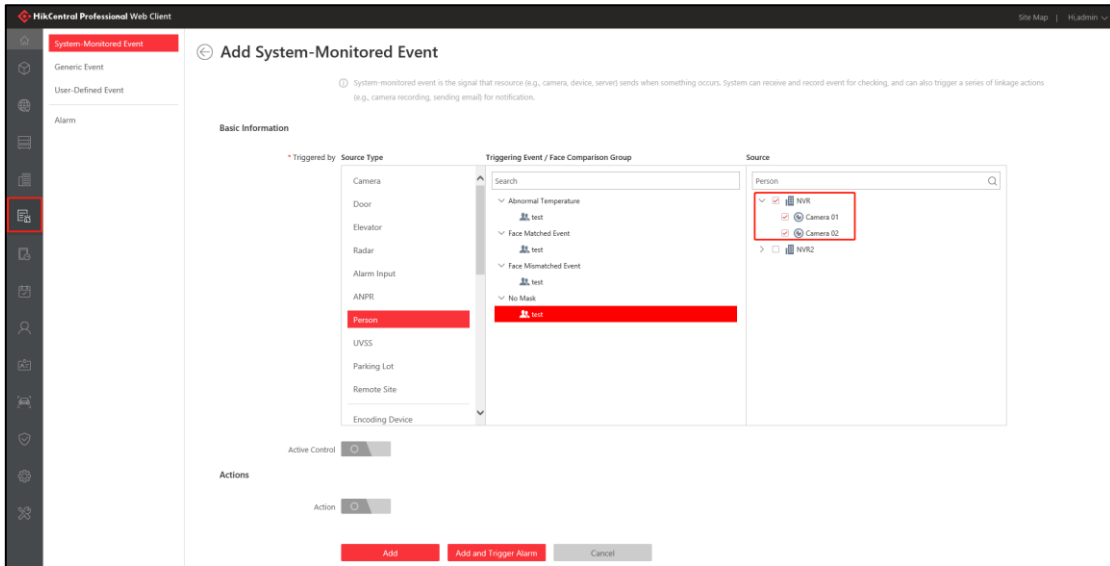 HikCentral Professional Web Client
Site Map | Hi,admin
System-Monitored Event
Generic Event
User-Defined Event
Alarm
Add System-Monitored Event
System-monitored event is the signal that resource (e.g., camera, device, server) sends when something occurs. System can receive and record event for checking, and can also trigger a series of linkage actions
(e.g., camera recording, sending email) for notification.
Basic Information
* Triggered by Source Type
Triggering Event / Face Comparison Group
Source
Camera
Door
Elevator
Radar
Alarm Input
ANPR
Person
UVSS
Parking Lot
Remote Site
Encoding Device
Search
Abnormal Temperature
test
Face Matched Event
test
Face Mismatched Event
test
No Mask
test
Person
NVR
Camera 01
Camera 02
NVR2
Active Control
Actions
Action
Add
Add and Trigger Alarm
Cancel